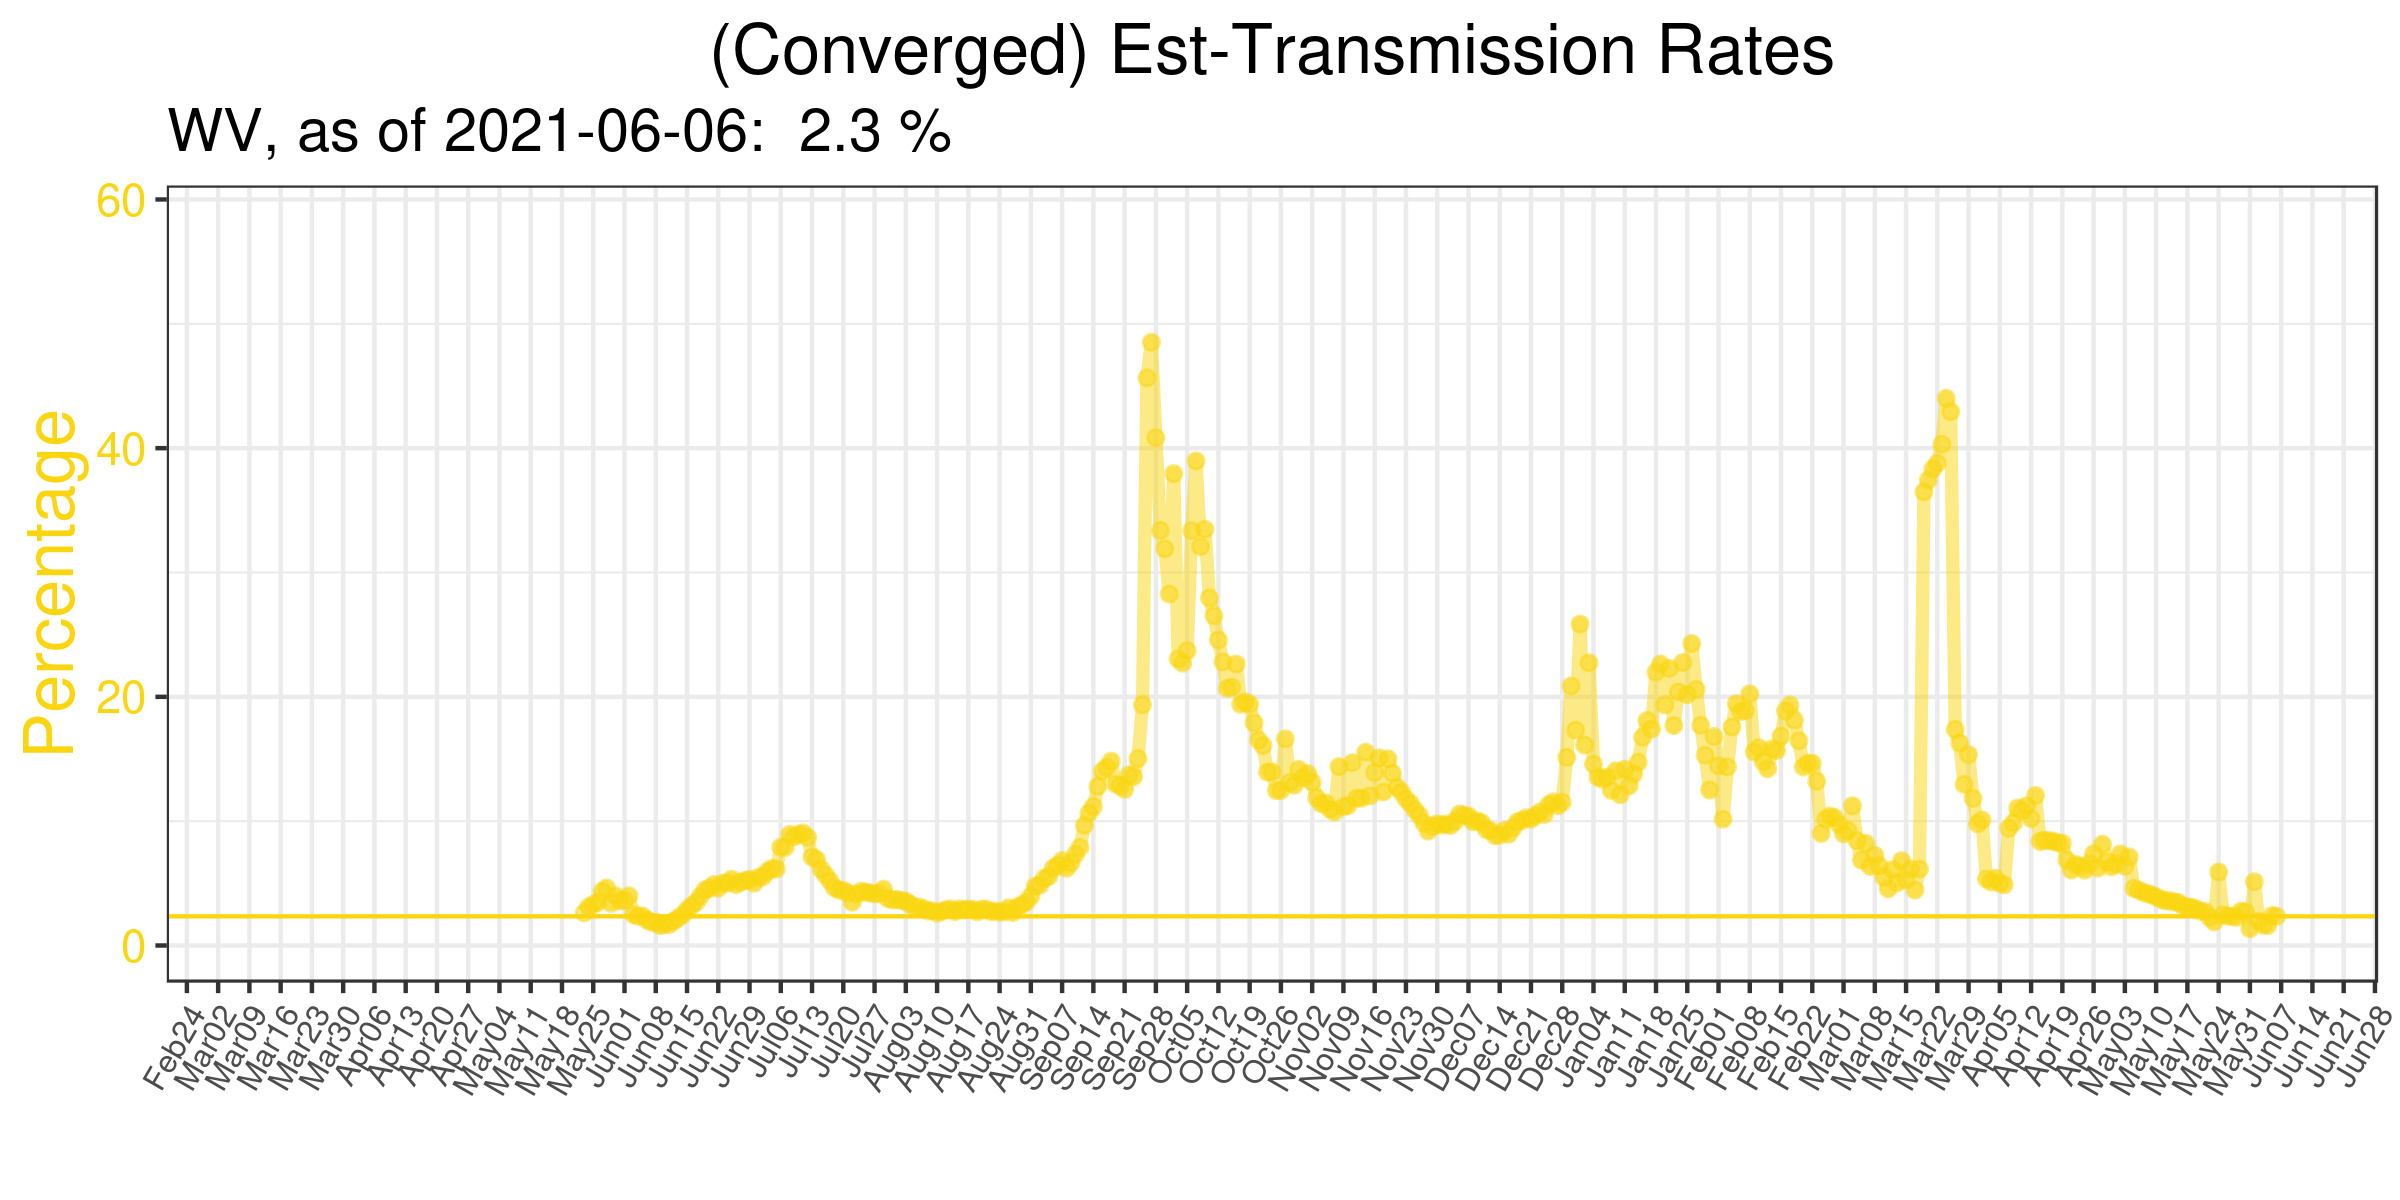 (Converged) Est-Transmission Rates
WV, as of 2021-06-06:  2.3 %
Percentage
60
40
20
0
Feb24
Mar02
Mar09
Mar16
Mar23
Mar30
Apr06
Apr13
Apr20
Apr27
May04
May11
May18
May25
Jun01
Jun08
Jun15
Jun22
Jun29
Jul06
Jul13
Jul20
Jul27
Aug03
Aug10
Aug17
Aug24
Aug31
Sep07
Sep14
Sep21
Sep28
Oct05
Oct12
Oct19
Oct26
Nov02
Nov09
Nov16
Nov23
Nov30
Dec07
Dec14
Dec21
Dec28
Jan04
Jan11
Jan18
Jan25
Feb01
Feb08
Feb15
Feb22
Mar01
Mar08
Mar15
Mar22
Mar29
Apr05
Apr12
Apr19
Apr26
May03
May10
May17
May24
May31
Jun07
Jun14
Jun21
Jun28